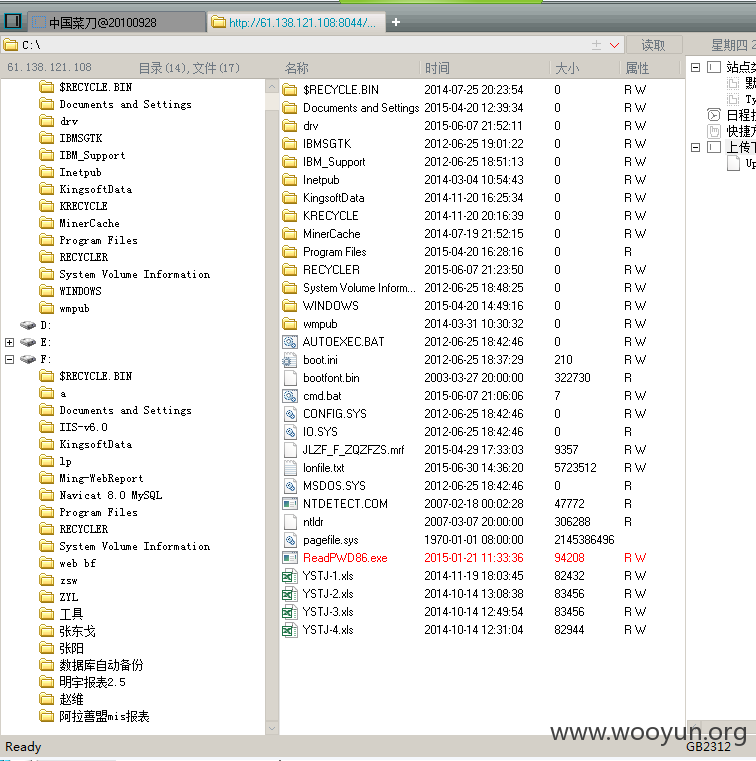 中国菜刀@20100928
http://61.138.121.108:8044/...
+
C:\
读取
星期四 2
61.138.121.108
目录(14),文件(17)
$RECYCLE.BIN
Documents and Settings
drv
IBMSGTK
IBM_Support
Inetpub
KingsoftData
KRECYCLE
MinerCache
Program Files
RECYCLER
System Volume Information
WINDOWS
wmpub
D:
E:
F:
$RECYCLE.BIN
a
Documents and Settings
IIS-v6.0
KingsoftData
lp
Ming-WebReport
Navicat 8.0 MySQL
Program Files
RECYCLER
System Volume Information
web bf
zsw
ZYL
工具
张东戈
张阳
数据库自动备份
明宇报表2.5
赵维
阿拉善盟mis报表
名称 时间 大小 属性
$RECYCLE.BIN 2014-07-25 20:23:54 0 R W
Documents and Settings 2015-04-20 12:39:34 0 R W
drv 2015-06-07 21:52:11 0 R W
IBMSGTK 2012-06-25 19:01:22 0 R W
IBM_Support 2012-06-25 18:51:13 0 R W
Inetpub 2014-03-04 10:54:43 0 R W
KingsoftData 2014-11-20 16:25:34 0 R W
KRECYCLE 2014-11-20 20:16:39 0 R W
MinerCache 2014-07-19 21:52:15 0 R W
Program Files 2015-04-20 16:28:16 0 R
RECYCLER 2015-06-07 21:23:50 0 R W
System Volume Inform... 2012-06-25 18:48:25 0 R W
WINDOWS 2015-04-20 14:49:16 0 R W
wmpub 2014-03-31 10:30:32 0 R W
AUTOEXEC.BAT 2012-06-25 18:42:46 0 R W
boot.ini 2012-06-25 18:37:29 210 R W
bootfont.bin 2003-03-27 20:00:00 322730 R
cmd.bat 2015-06-07 21:06:06 7 R W
CONFIG.SYS 2012-06-25 18:42:46 0 R W
IO.SYS 2012-06-25 18:42:46 0 R
JLZF_F_ZQZFZS.mrf 2015-04-29 17:33:03 9357 R W
lonfile.txt 2015-06-30 14:36:20 5723512 R W
MSDOS.SYS 2012-06-25 18:42:46 0 R
NTDETECT.COM 2007-02-18 00:02:28 47772 R
ntldr 2007-03-07 20:00:00 306288 R
pagefile.sys 1970-01-01 08:00:00 2145386496
ReadPWD86.exe 2015-01-21 11:33:36 94208 R W
YSTJ-1.xls 2014-11-19 18:03:45 82432 R W
YSTJ-2.xls 2014-10-14 13:08:38 83456 R W
YSTJ-3.xls 2014-10-14 12:49:54 83456 R W
YSTJ-4.xls 2014-10-14 12:31:04 82944 R W
站点类
Ty
日程
快捷
上传
Up
www.wooyun.org
Ready
GB2312